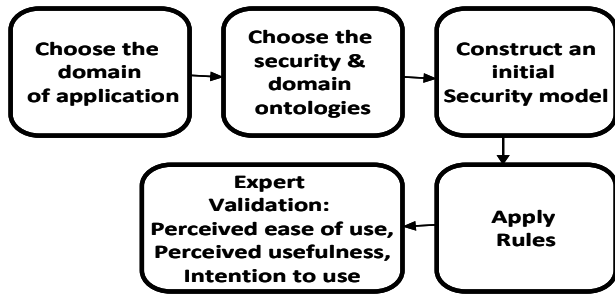 Choose the
domain
of application
Choose the
security &
domain
ontologies
Construct an
initial
Security model
Expert
Validation:
Perceived ease of use,
Perceived usefulness,
Intention to use
Apply
Rules